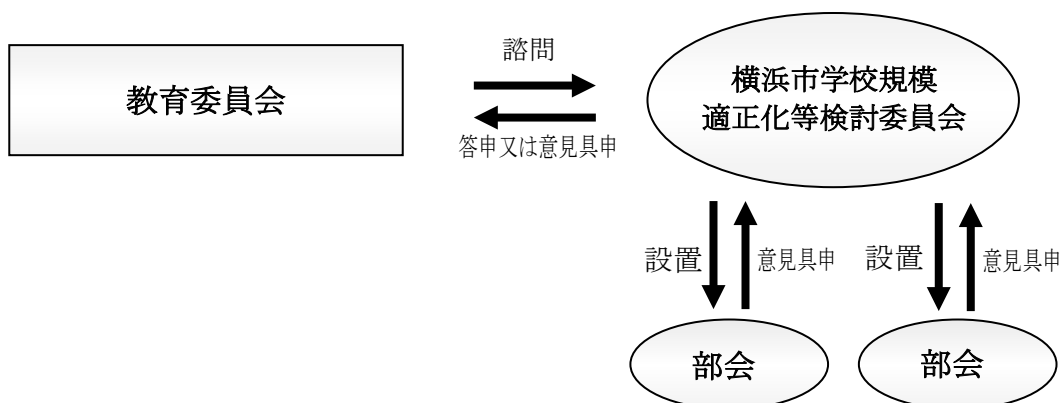 諮問
教育委員会
横浜市学校規模
適正化等検討委員会
答申又は意見具申
設置
意見具申
設置
意見具申
部会
部会